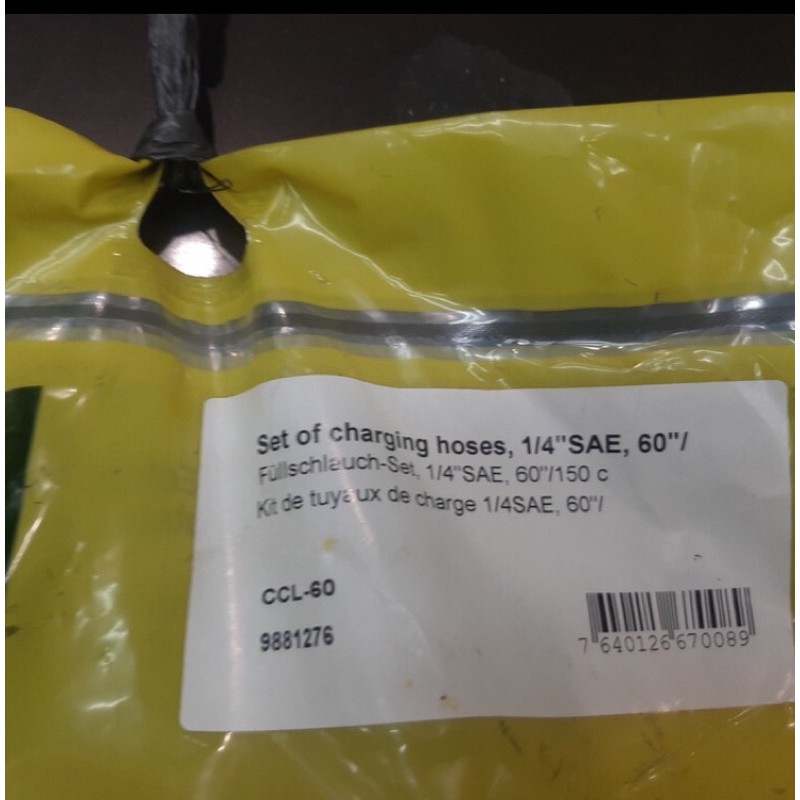 Set of charging hoses, 1/4"SAE, 60"/
Füllschlauch-Set, 1/4"SAE, 60"/150 c
Kit de tuyaux de charge 1/4SAE, 60"/
CCL-60
9881276
7 640126 670089